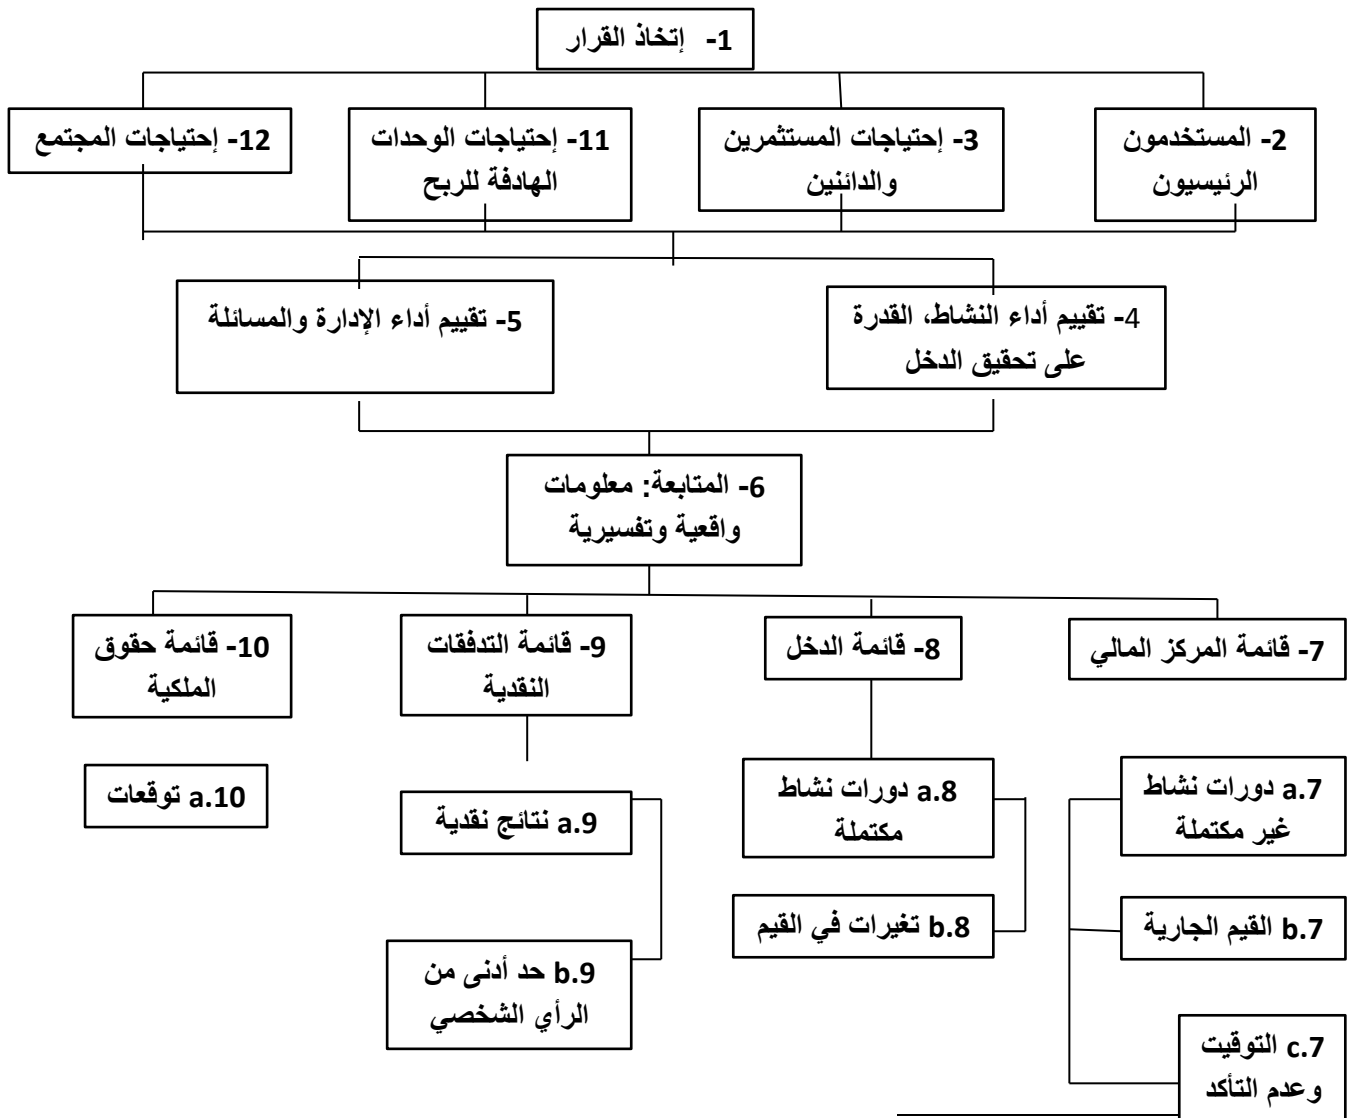 1- إتخاذ القرار
2- المستخدمون
الرئيسيون
3- إحتياجات المستثمرين
والدائنين
11- إحتياجات الوحدات
الهادفة للربح
12- إحتياجات المجتمع
4- تقييم أداء النشاط، القدرة
على تحقيق الدخل
5- تقييم أداء الإدارة والمسائلة
6- المتابعة: معلومات
واقعية وتفسيرية
7- قائمة المركز المالي
8- قائمة الدخل
9- قائمة التدفقات
النقدية
10- قائمة حقوق
الملكية
a.7 دورات نشاط
غير مكتملة
a.8 دورات نشاط
مكتملة
a.9 نتائج نقدية
a.10 توقعات
b.7 القيم الجارية
b.8 تغيرات في القيم
b.9 حد أدنى من
الرأي الشخصي
c.7 التوقيت
وعدم التأكد